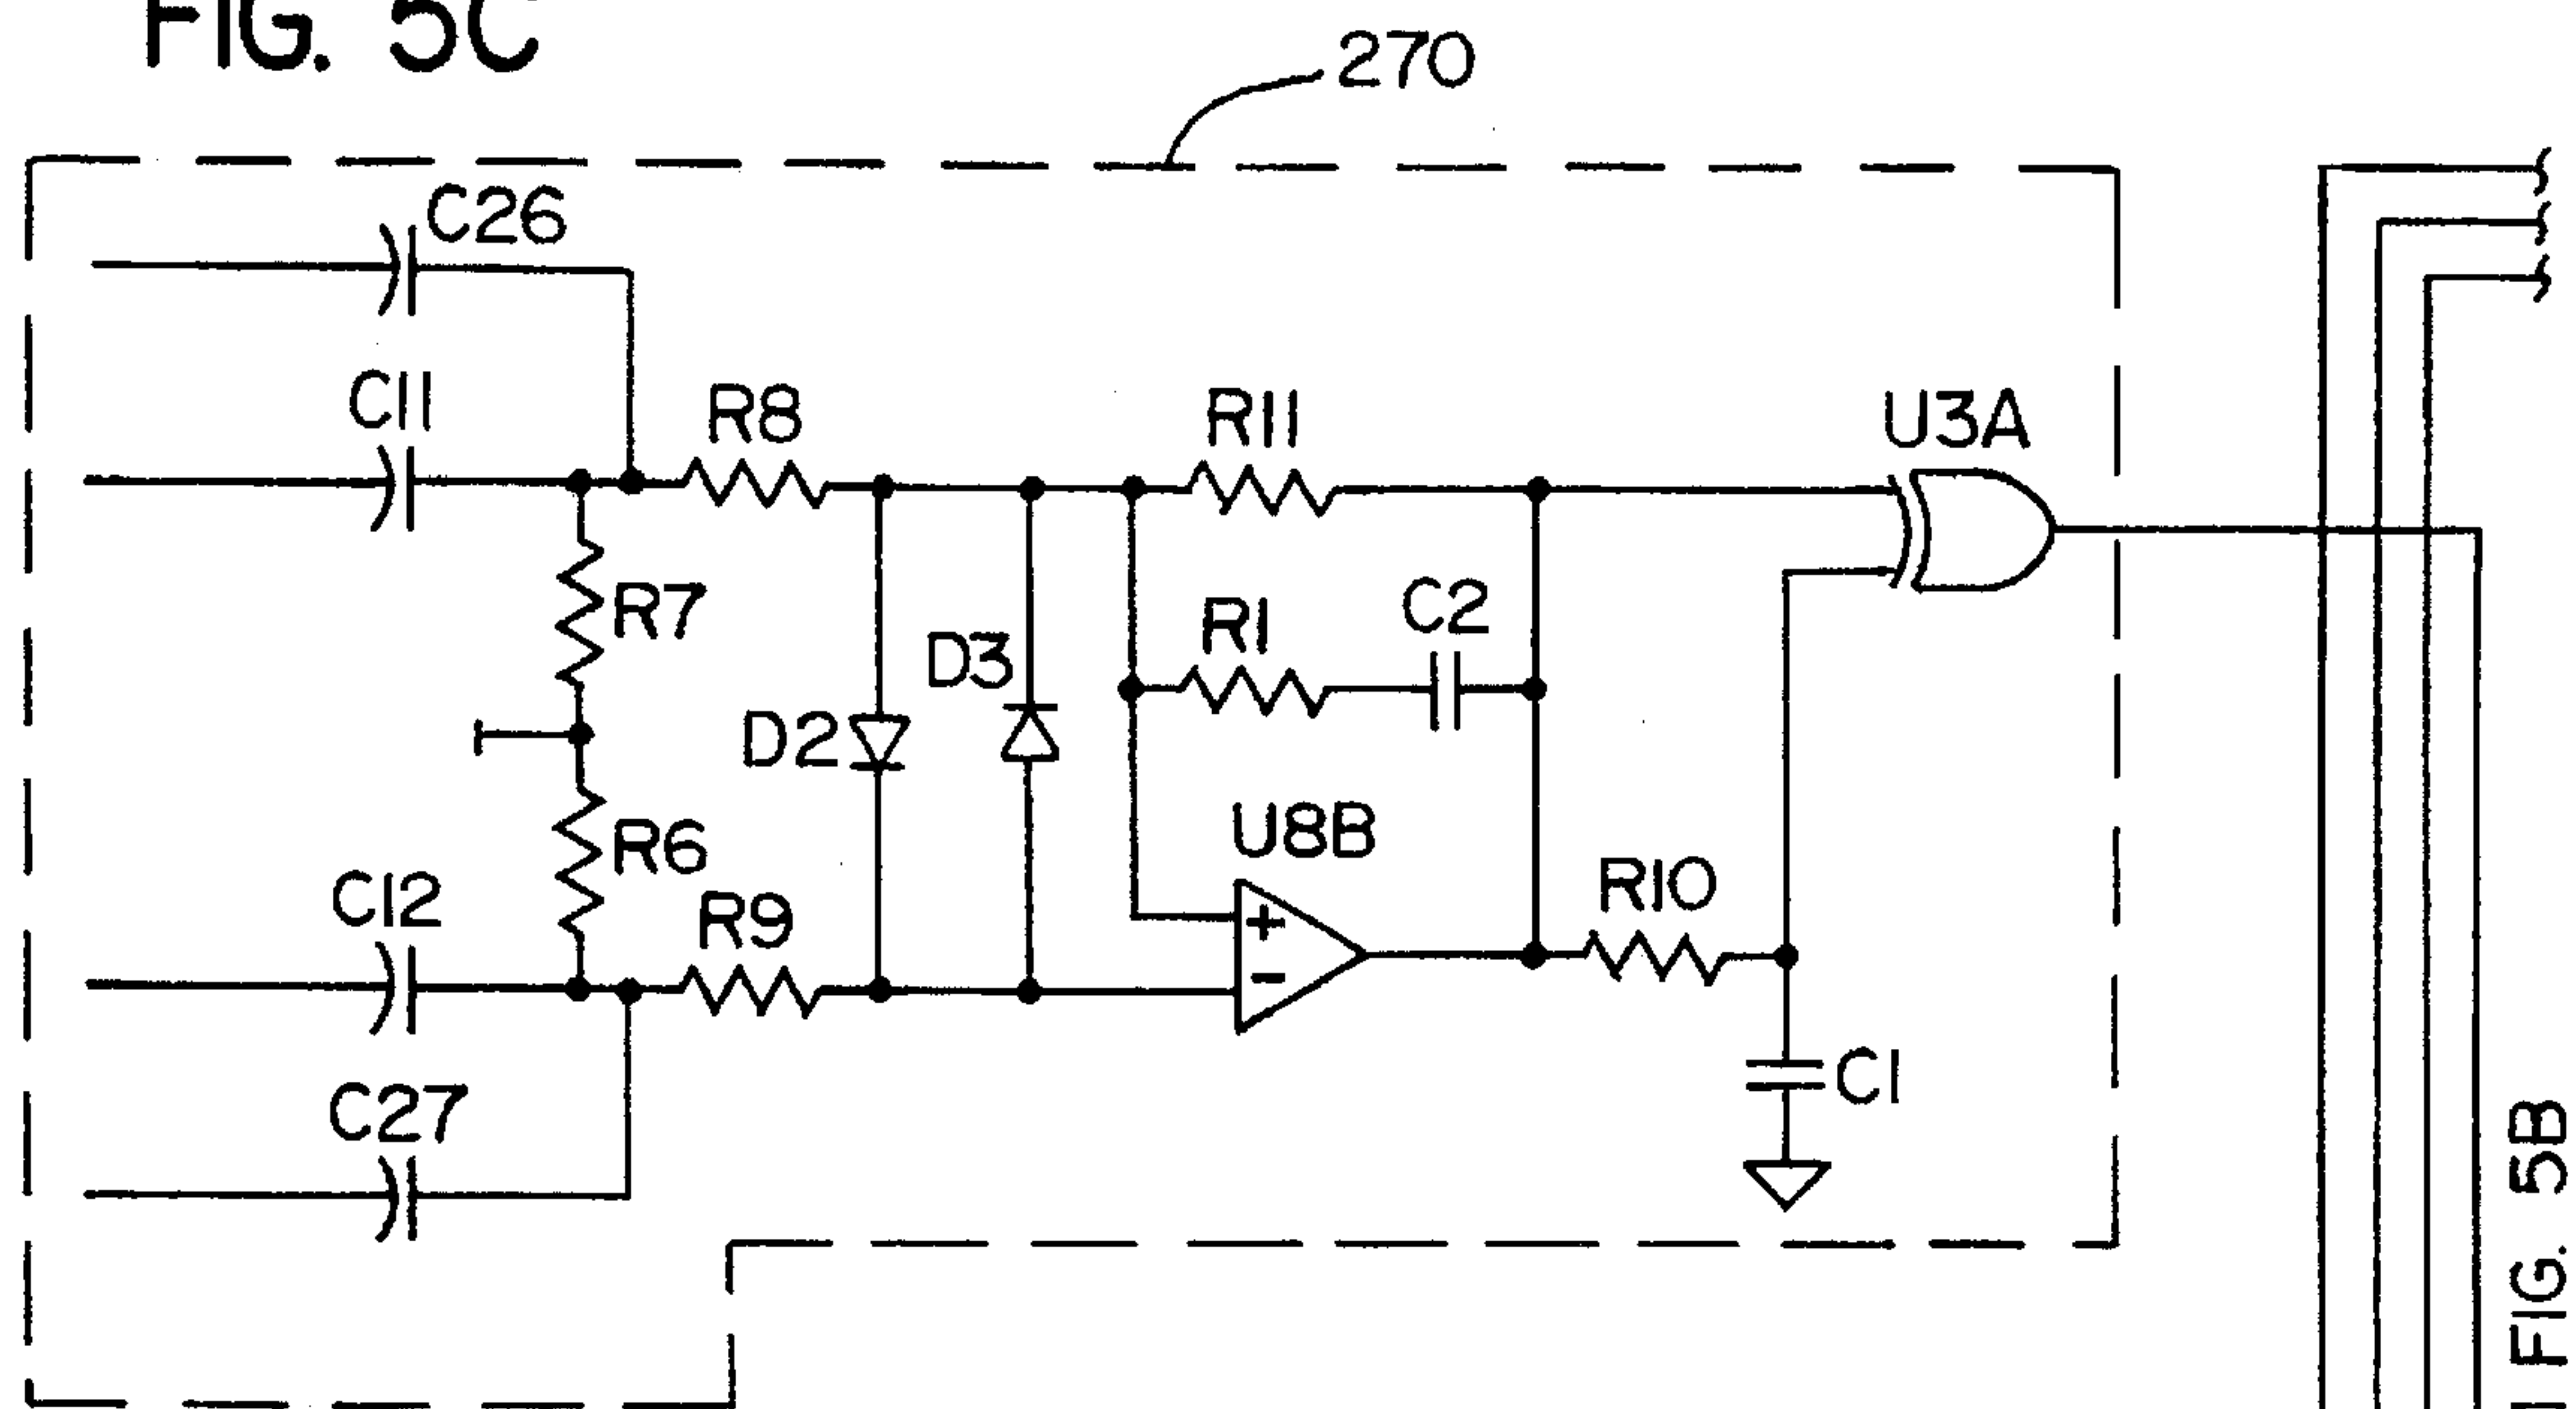 FIG. 5C
270
C26
C11
R8
R11
U3A
R7
R1
C2
D3
D2
U8B
R6
R10
C12
R9
+
-
C1
C27
FIG. 5B